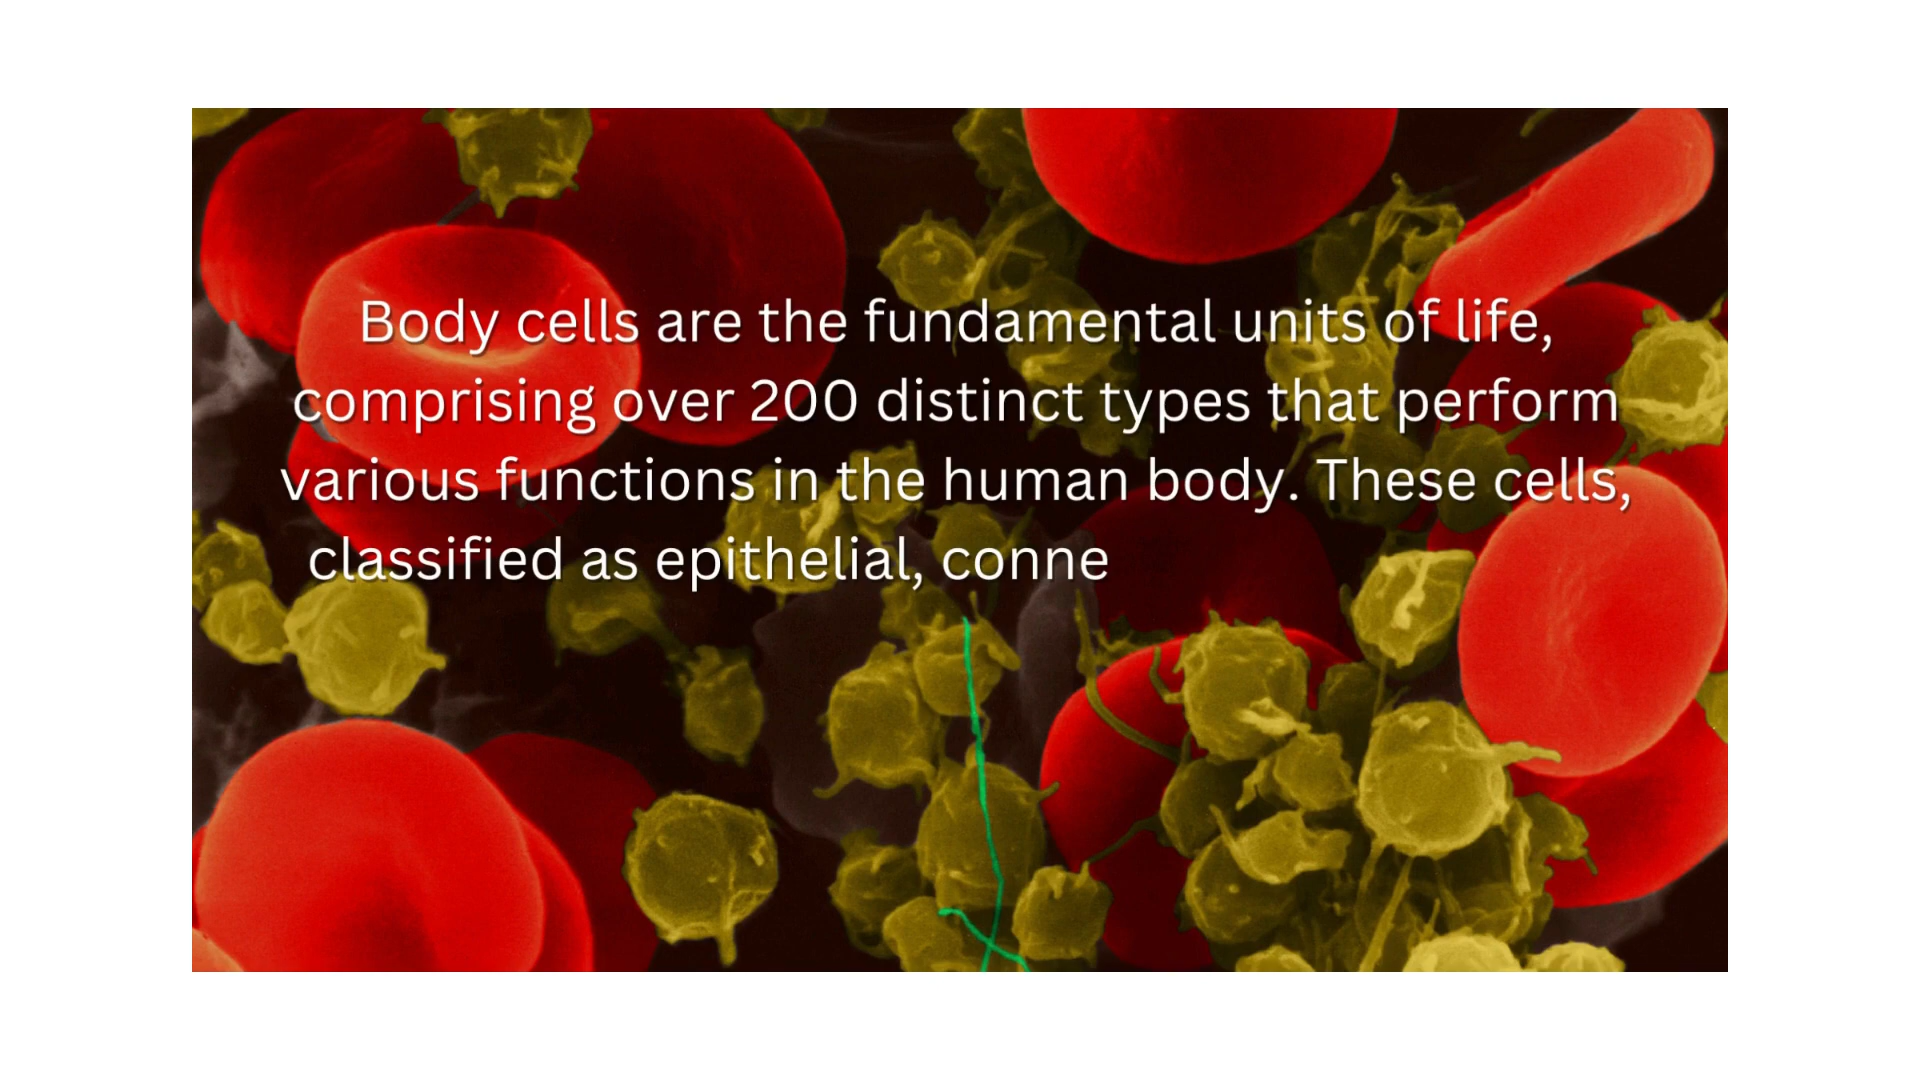 Body cells are the fundamental units of life,
comprising over 200 distinct types that perform
various functions in the human body. These cells,
classified as epithelial, conne